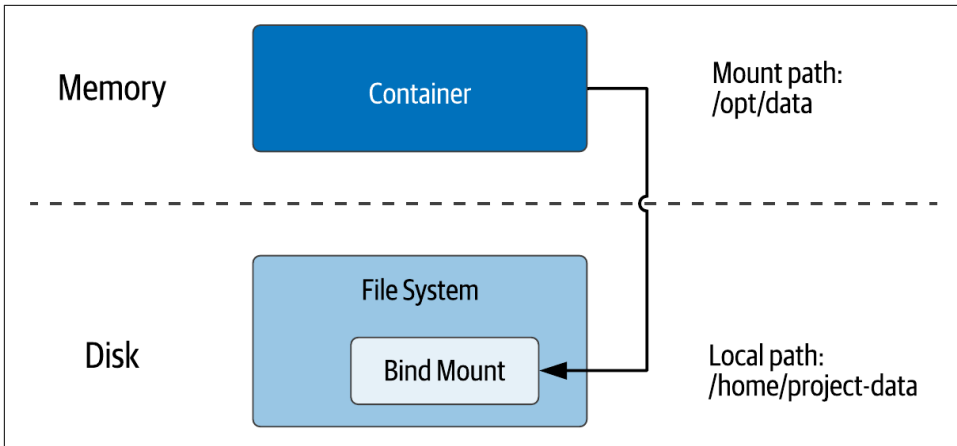 Memory
Container
Mount path:
/opt/data
File System
Disk
Bind Mount
Local path:
/home/project-data